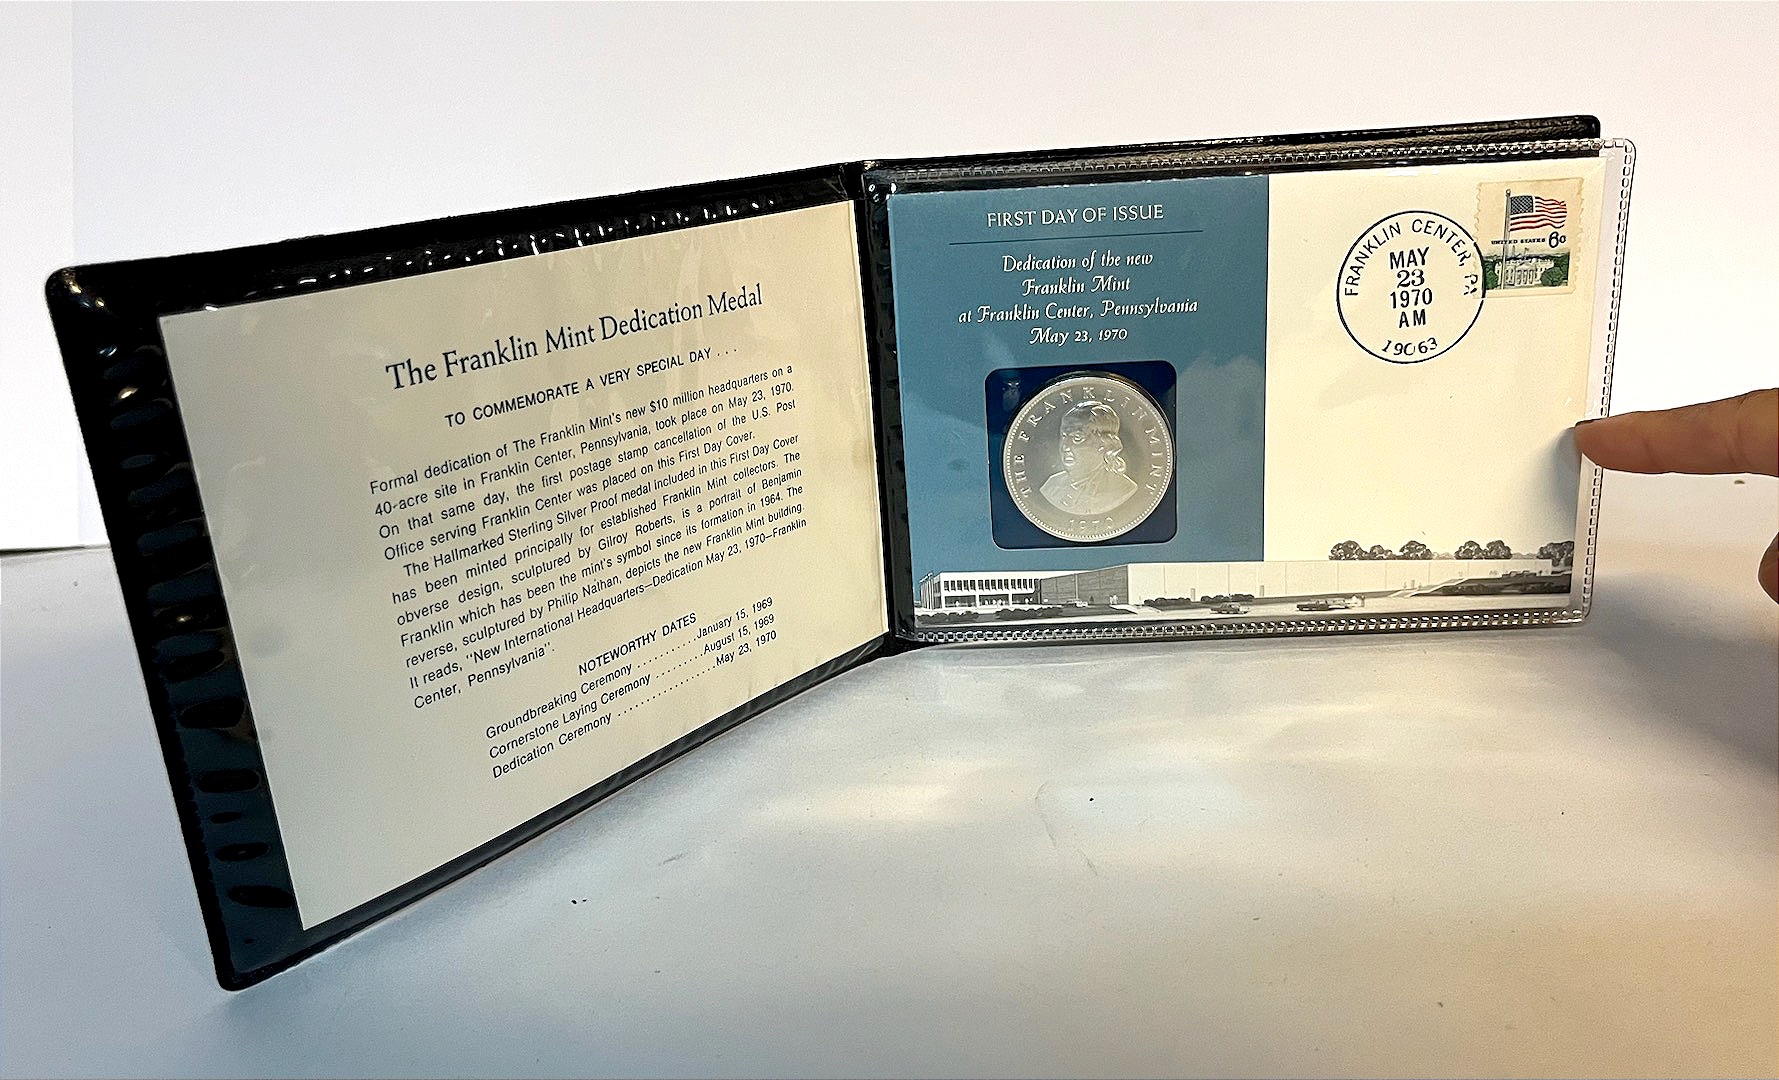 The Franklin Mint Dedication Medal
TO COMMEMORATE A VERY SPECIAL DAY . . .
Formal dedication of The Franklin Mint's new $10 million headquarters on a
40-acre site in Franklin Center, Pennsylvania, took place on May 23, 1970.
On that same day, the first postage stamp cancellation of the U.S. Post
Office serving Franklin Center was placed on this First Day Cover.
The Hallmarked Sterling Silver Proof medal included in this First Day Cover
has been minted principally for established Franklin Mint collectors. The
obverse design, sculptured by Gilroy Roberts, is a portrait of Benjamin
Franklin which has been the mint's symbol since its formation in 1964. The
reverse, sculptured by Philip Nathan, depicts the new Franklin Mint building.
It reads, "New International Headquarters—Dedication May 23, 1970—Franklin
Center, Pennsylvania".
NOTEWORTHY DATES
Groundbreaking Ceremony ..........January 15, 1969
Cornerstone Laying Ceremony ........August 15, 1969
Dedication Ceremony .................May 23, 1970
FIRST DAY OF ISSUE
Dedication of the new
Franklin Mint
at Franklin Center, Pennsylvania
May 23, 1970
THE FRANKLIN MINT
1970
FRANKLIN CENTER, PA
MAY
23
1970
AM
19063
UNITED STATES 6c